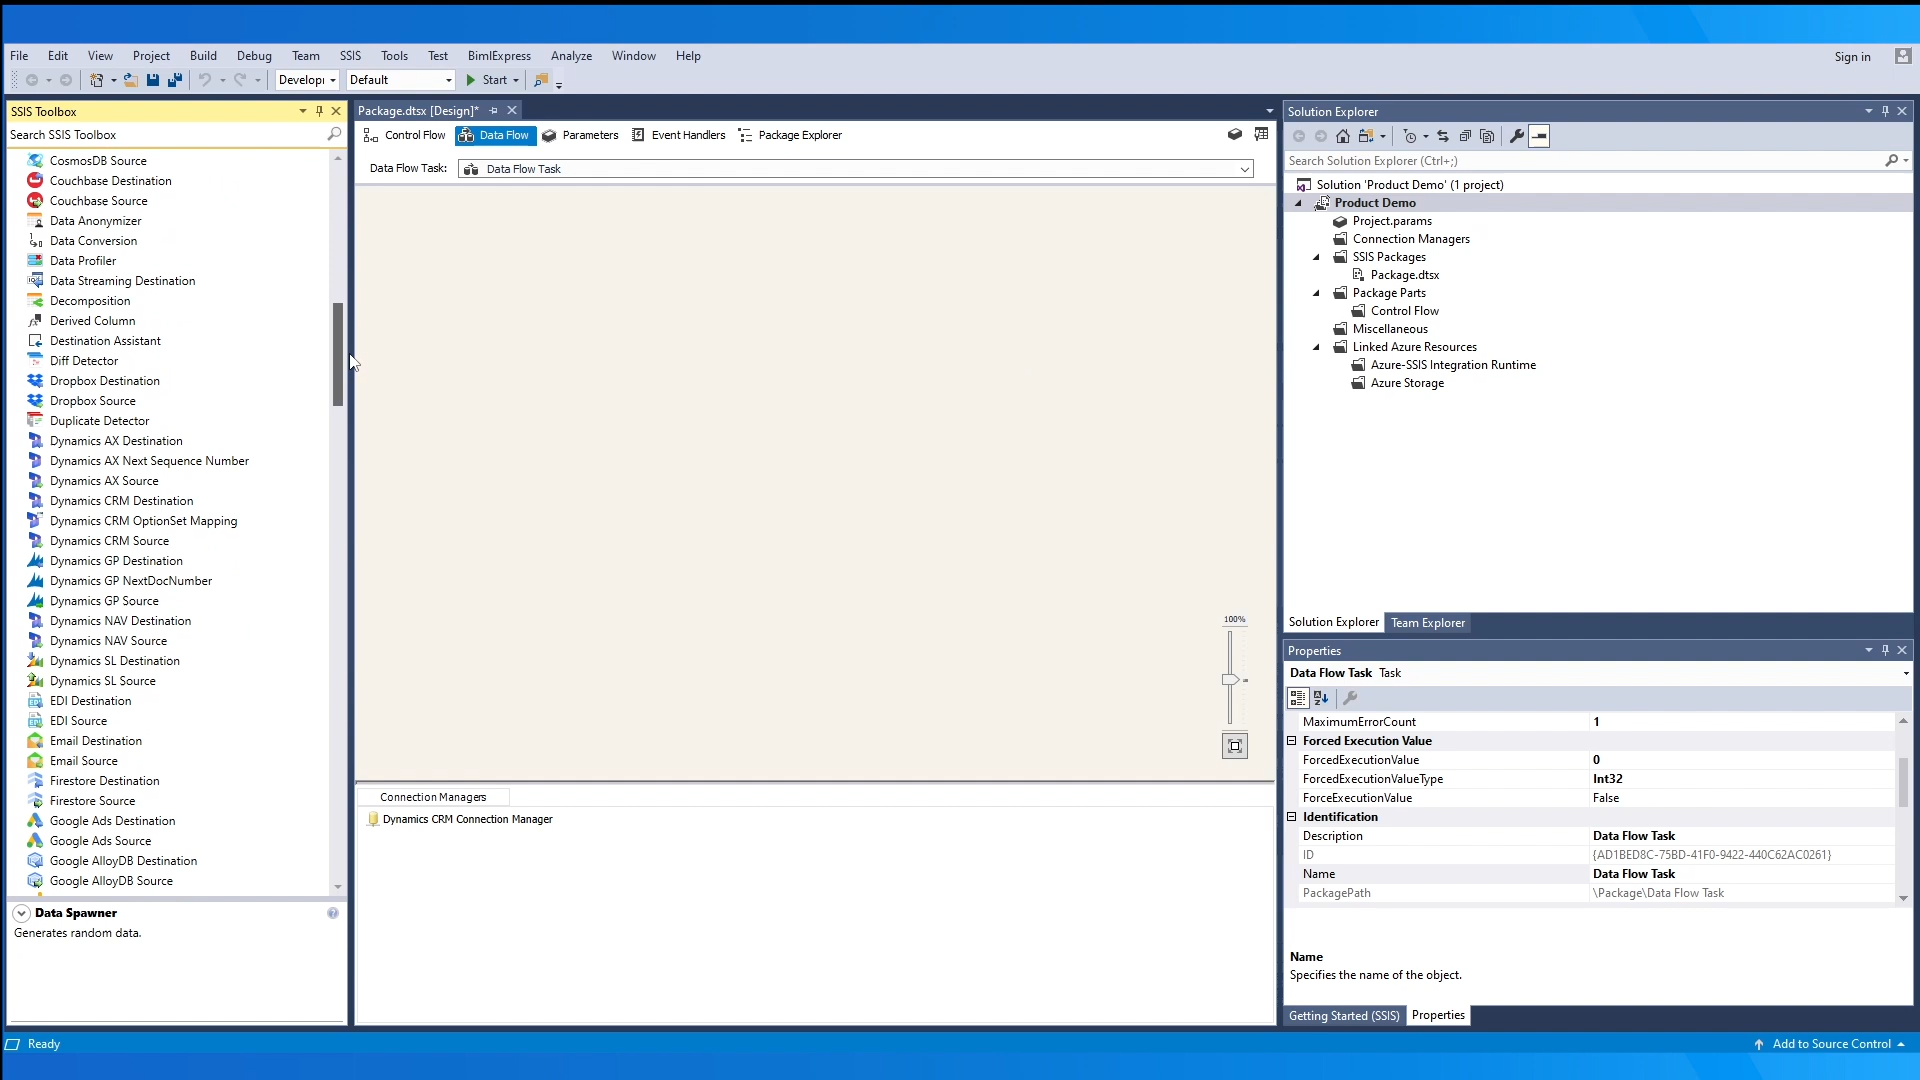 File Edit View Project Build Debug Team SSIS Tools Test BimlExpress Analyze Window Help
Sign in
Developı Default Start
SSIS Toolbox
Search SSIS Toolbox
CosmosDB Source
Couchbase Destination
Couchbase Source
Data Anonymizer
Data Conversion
Data Profiler
Data Streaming Destination
Decomposition
Derived Column
Destination Assistant
Diff Detector
Dropbox Destination
Dropbox Source
Duplicate Detector
Dynamics AX Destination
Dynamics AX Next Sequence Number
Dynamics AX Source
Dynamics CRM Destination
Dynamics CRM OptionSet Mapping
Dynamics CRM Source
Dynamics GP Destination
Dynamics GP NextDocNumber
Dynamics GP Source
Dynamics NAV Destination
Dynamics NAV Source
Dynamics SL Destination
Dynamics SL Source
EDI Destination
EDI Source
Email Destination
Email Source
Firestore Destination
Firestore Source
Google Ads Destination
Google Ads Source
Google AlloyDB Destination
Google AlloyDB Source
Data Spawner
Generates random data.
Package.dtsx [Design]*
Control Flow Data Flow Parameters Event Handlers Package Explorer
Data Flow Task: Data Flow Task
100%
Connection Managers
Dynamics CRM Connection Manager
Solution Explorer
Search Solution Explorer (Ctrl+;)
Solution 'Product Demo' (1 project)
Product Demo
Project.params
Connection Managers
SSIS Packages
Package.dtsx
Package Parts
Control Flow
Miscellaneous
Linked Azure Resources
Azure-SSIS Integration Runtime
Azure Storage
Solution Explorer Team Explorer
Properties
Data Flow Task Task
MaximumErrorCount 1
Forced Execution Value
ForcedExecutionValue 0
ForcedExecutionValueType Int32
ForceExecutionValue False
Identification
Description Data Flow Task
ID {AD1BED8C-75BD-41F0-9422-440C62AC0261}
Name Data Flow Task
PackagePath \Package\Data Flow Task
Name
Specifies the name of the object.
Getting Started (SSIS) Properties
Ready
Add to Source Control